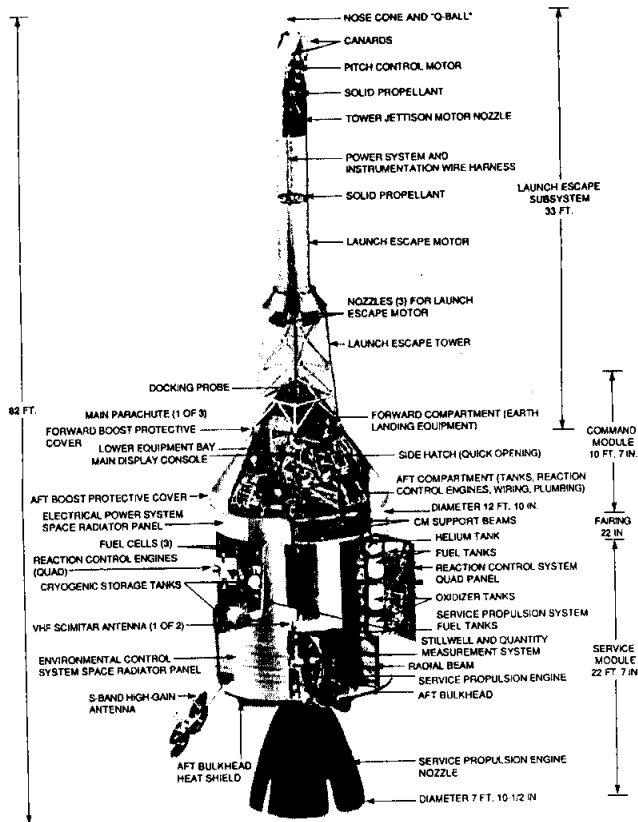 NOSE CONE AND "Q-BALL"
CANARDS
PITCH CONTROL MOTOR
SOLID PROPELLANT
TOWER JETTISON MOTOR NOZZLE
POWER SYSTEM AND
INSTRUMENTATION WIRE HARNESS
SOLID PROPELLANT
LAUNCH ESCAPE MOTOR
NOZZLES (3) FOR LAUNCH
ESCAPE MOTOR
LAUNCH ESCAPE TOWER
LAUNCH ESCAPE
SUBSYSTEM
33 FT.
82 FT.
DOCKING PROBE
MAIN PARACHUTE (1 OF 3)
FORWARD BOOST PROTECTIVE
COVER
LOWER EQUIPMENT BAY
MAIN DISPLAY CONSOLE
AFT BOOST PROTECTIVE COVER
ELECTRICAL POWER SYSTEM
SPACE RADIATOR PANEL
FUEL CELLS (3)
REACTION CONTROL ENGINES
(QUAD)
CRYOGENIC STORAGE TANKS
VHF SCIMITAR ANTENNA (1 OF 2)
ENVIRONMENTAL CONTROL
SYSTEM SPACE RADIATOR PANEL
S-BAND HIGH-GAIN
ANTENNA
AFT BULKHEAD
HEAT SHIELD
FORWARD COMPARTMENT (EARTH
LANDING EQUIPMENT)
SIDE HATCH (QUICK OPENING)
AFT COMPARTMENT (TANKS, REACTION
CONTROL ENGINES, WIRING, PLUMBING)
DIAMETER 12 FT. 10 IN.
CM SUPPORT BEAMS
HELIUM TANK
FUEL TANKS
REACTION CONTROL SYSTEM
QUAD PANEL
OXIDIZER TANKS
SERVICE PROPULSION SYSTEM
FUEL TANKS
STILLWELL AND QUANTITY
MEASUREMENT SYSTEM
RADIAL BEAM
SERVICE PROPULSION ENGINE
AFT BULKHEAD
SERVICE PROPULSION ENGINE
NOZZLE
DIAMETER 7 FT. 10-1/2 IN
COMMAND
MODULE
10 FT. 7 IN.
FAIRING
22 IN
SERVICE
MODULE
22 FT. 7 IN